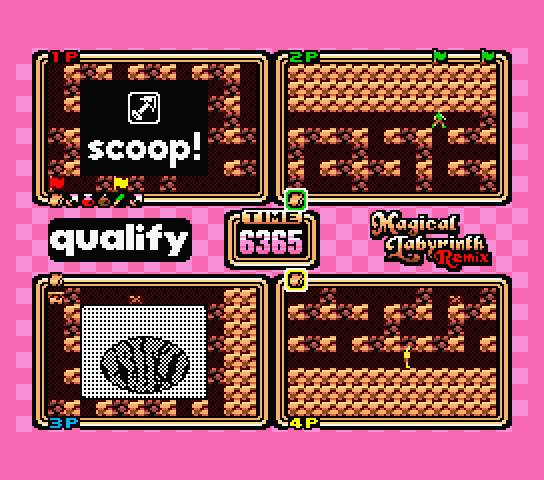 1P
2P
scoop!
qualify
TIME
6365
Magical
Labyrinth
Remix
3P
4P